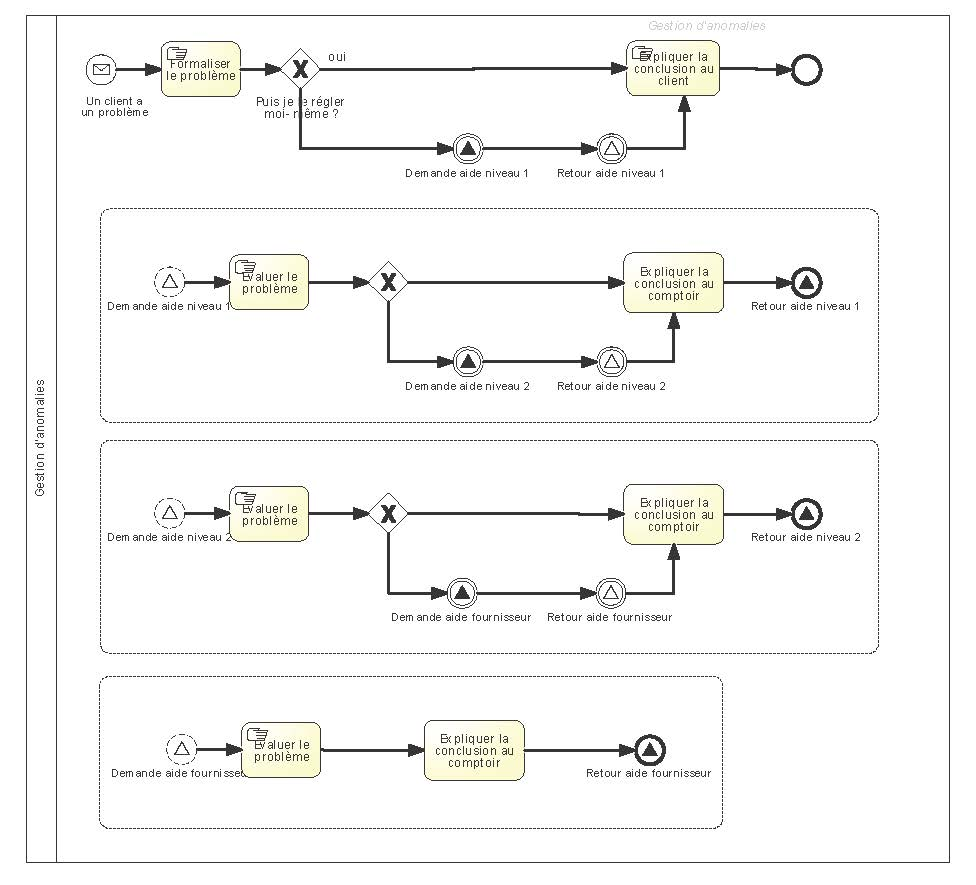 Gestion d'anomalies
Formaliser
le problème
oui
Expliquer la
conclusion au
client
Un client a
un problème
Puis je le régler
moi- même ?
Demande aide niveau 1
Retour aide niveau 1
Evaluer le
problème
Expliquer la
conclusion au
comptoir
Demande aide niveau 1
Retour aide niveau 1
Demande aide niveau 2
Retour aide niveau 2
Gestion d'anomalies
Evaluer le
problème
Expliquer la
conclusion au
comptoir
Demande aide niveau 2
Retour aide niveau 2
Demande aide fournisseur
Retour aide fournisseur
Evaluer le
problème
Expliquer la
conclusion au
comptoir
Demande aide fournisseur
Retour aide fournisseur